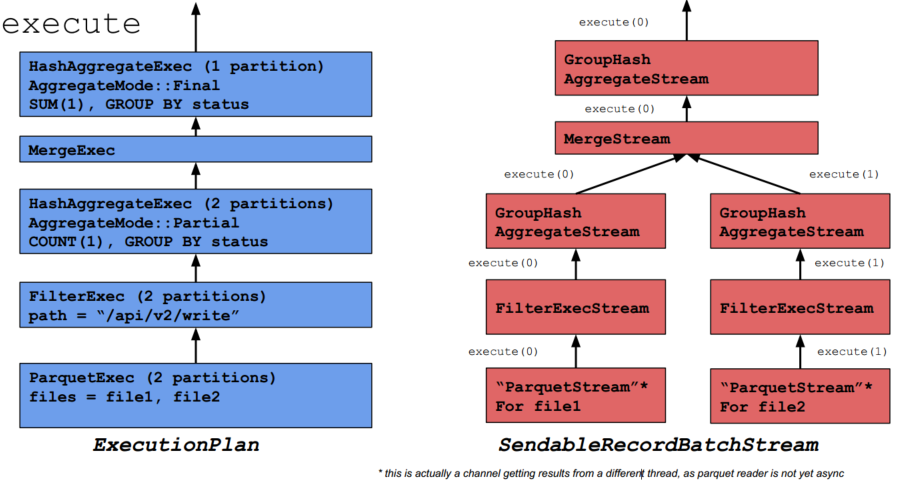 execute
HashAggregateExec (1 partition)
AggregateMode::Final
SUM(1), GROUP BY status
MergeExec
HashAggregateExec (2 partitions)
AggregateMode::Partial
COUNT(1), GROUP BY status
FilterExec (2 partitions)
path = “/api/v2/write”
ParquetExec (2 partitions)
files = file1, file2
ExecutionPlan
execute(0)
GroupHash
AggregateStream
execute(0)
MergeStream
execute(0)
execute(1)
GroupHash
AggregateStream
GroupHash
AggregateStream
execute(0)
execute(1)
FilterExecStream
FilterExecStream
execute(0)
execute(1)
“ParquetStream”*
For file1
“ParquetStream”*
For file2
SendableRecordBatchStream
* this is actually a channel getting results from a different thread, as parquet reader is not yet async